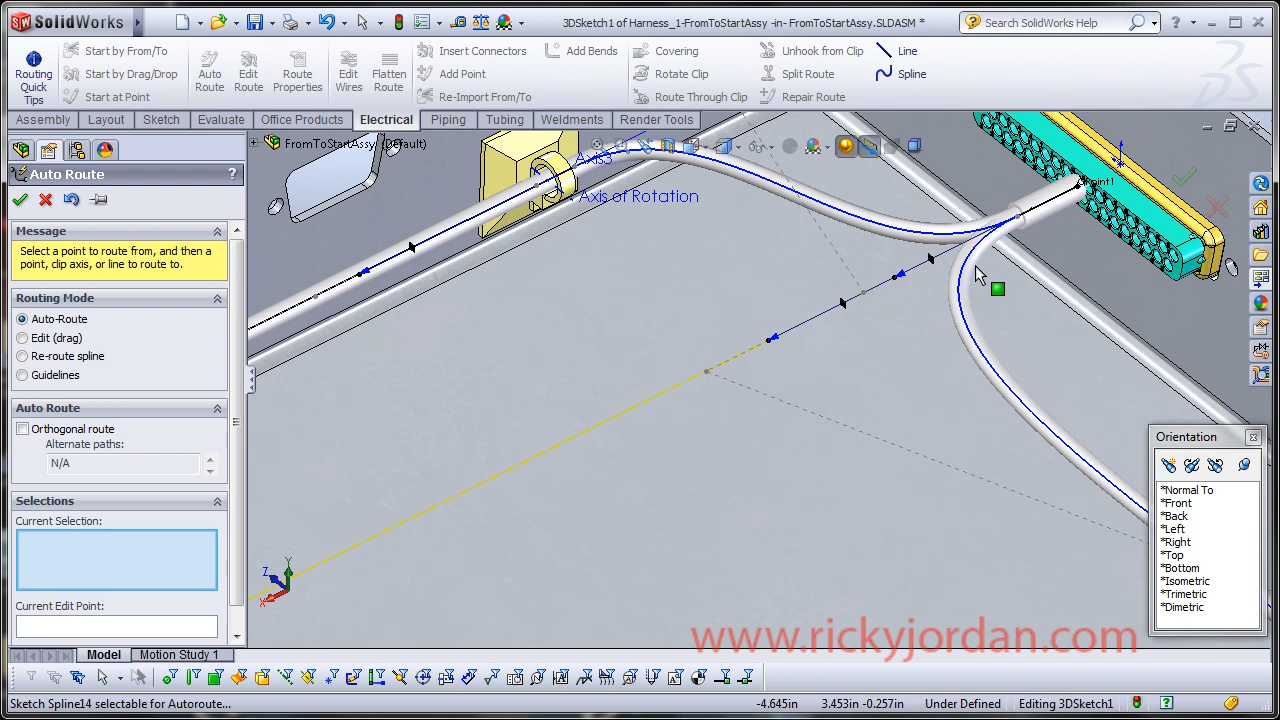 SolidWorks
3DSketch1 of Harness_1-FromToStartAssy -in- FromToStartAssy.SLDASM *
Search SolidWorks Help
Routing Quick Tips
Start by From/To
Start by Drag/Drop
Start at Point
Auto Route
Edit Route
Route Properties
Edit Wires
Flatten Route
Insert Connectors
Add Point
Re-Import From/To
Add Bends
Covering
Rotate Clip
Route Through Clip
Unhook from Clip
Split Route
Repair Route
Line
Spline
Assembly
Layout
Sketch
Evaluate
Office Products
Electrical
Piping
Tubing
Weldments
Render Tools
FromToStartAssy (Default)
Auto Route
?
Message
Select a point to route from, and then a
point, clip axis, or line to route to.
Routing Mode
Auto-Route
Edit (drag)
Re-route spline
Guidelines
Auto Route
Orthogonal route
Alternate paths:
N/A
Selections
Current Selection:
Current Edit Point:
Axis3
Axis of Rotation
Point1
Y
Z
X
Orientation
*Normal To
*Front
*Back
*Left
*Right
*Top
*Bottom
*Isometric
*Trimetric
*Dimetric
www.rickyjordan.com
Model
Motion Study 1
Sketch Spline14 selectable for Autoroute...
-4.645in
3.453in -0.257in
Under Defined
Editing 3DSketch1